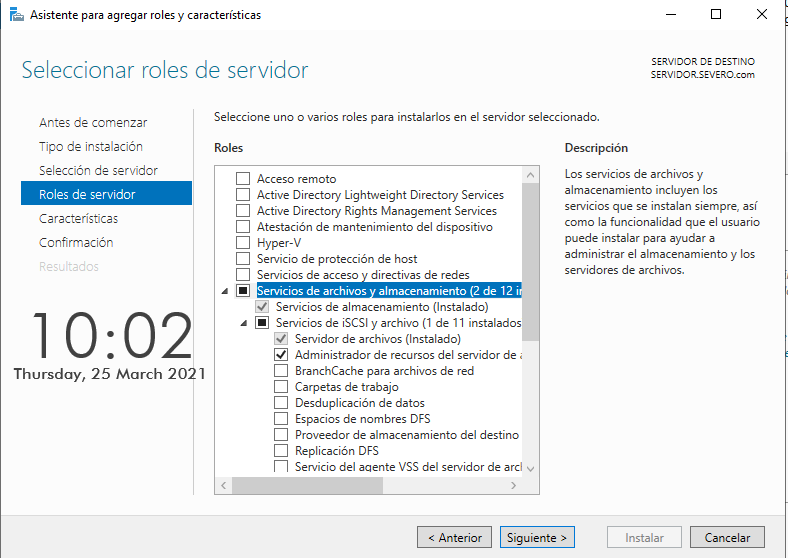 Asistente para agregar roles y características
Seleccionar roles de servidor
SERVIDOR DE DESTINO
SERVIDOR.SEVERO.com
Antes de comenzar
Tipo de instalación
Selección de servidor
Roles de servidor
Características
Confirmación
Resultados
10:02
Thursday, 25 March 2021
Seleccione uno o varios roles para instalarlos en el servidor seleccionado.
Roles
Acceso remoto
Active Directory Lightweight Directory Services
Active Directory Rights Management Services
Atestación de mantenimiento del dispositivo
Hyper-V
Servicio de protección de host
Servicios de acceso y directivas de redes
Servicios de archivos y almacenamiento (2 de 12 in
Servicios de almacenamiento (Instalado)
Servicios de iSCSI y archivo (1 de 11 instalados
Servidor de archivos (Instalado)
Administrador de recursos del servidor de a
BranchCache para archivos de red
Carpetas de trabajo
Desduplicación de datos
Espacios de nombres DFS
Proveedor de almacenamiento del destino
Replicación DFS
Servicio del agente VSS del servidor de arcl
Descripción
Los servicios de archivos y
almacenamiento incluyen los
servicios que se instalan siempre, así
como la funcionalidad que el usuario
puede instalar para ayudar a
administrar el almacenamiento y los
servidores de archivos.
< Anterior
Siguiente >
Instalar
Cancelar